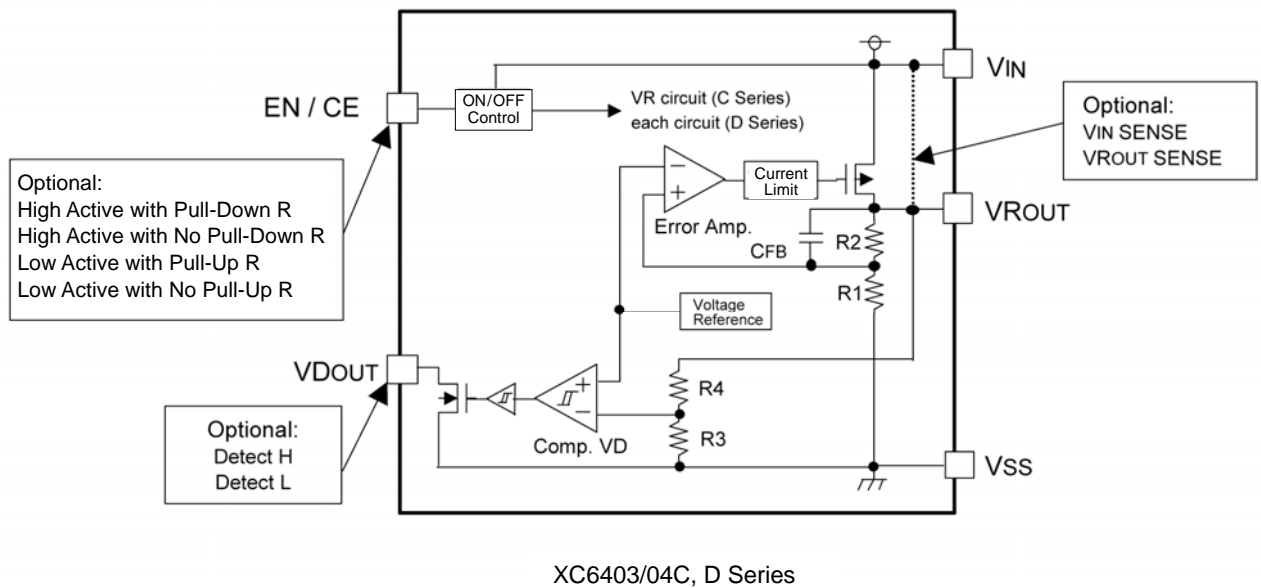 VIN
EN / CE
ON/OFF
Control
VR circuit (C Series)
each circuit (D Series)
Optional:
VIN SENSE
VROUT SENSE
Optional:
High Active with Pull-Down R
High Active with No Pull-Down R
Low Active with Pull-Up R
Low Active with No Pull-Up R
−
+
Error Amp.
Current
Limit
VROUT
CFB
R2
R1
Voltage
Reference
VDOUT
+
−
Comp. VD
R4
R3
Optional:
Detect H
Detect L
VSS
XC6403/04C, D Series